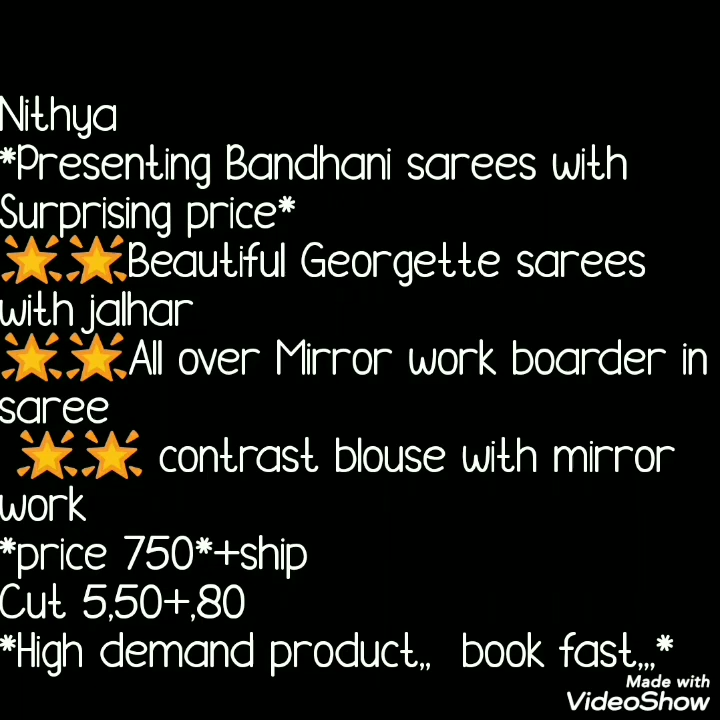 Nithya
*Presenting Bandhani sarees with
Surprising price*
🌟🌟Beautiful Georgette sarees
with jalhar
🌟🌟All over Mirror work boarder in
saree
🌟🌟 contrast blouse with mirror
work
*price 750*+ship
Cut 5,50+,80
*High demand product,,  book fast,,,*
Made with
VideoShow